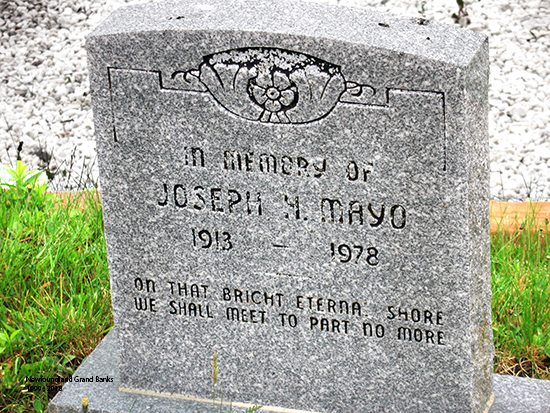 IN MEMORY OF
JOSEPH H. MAYO
1913 — 1978
ON THAT BRIGHT ETERNAL SHORE
WE SHALL MEET TO PART NO MORE
Newfoundland Grand Banks